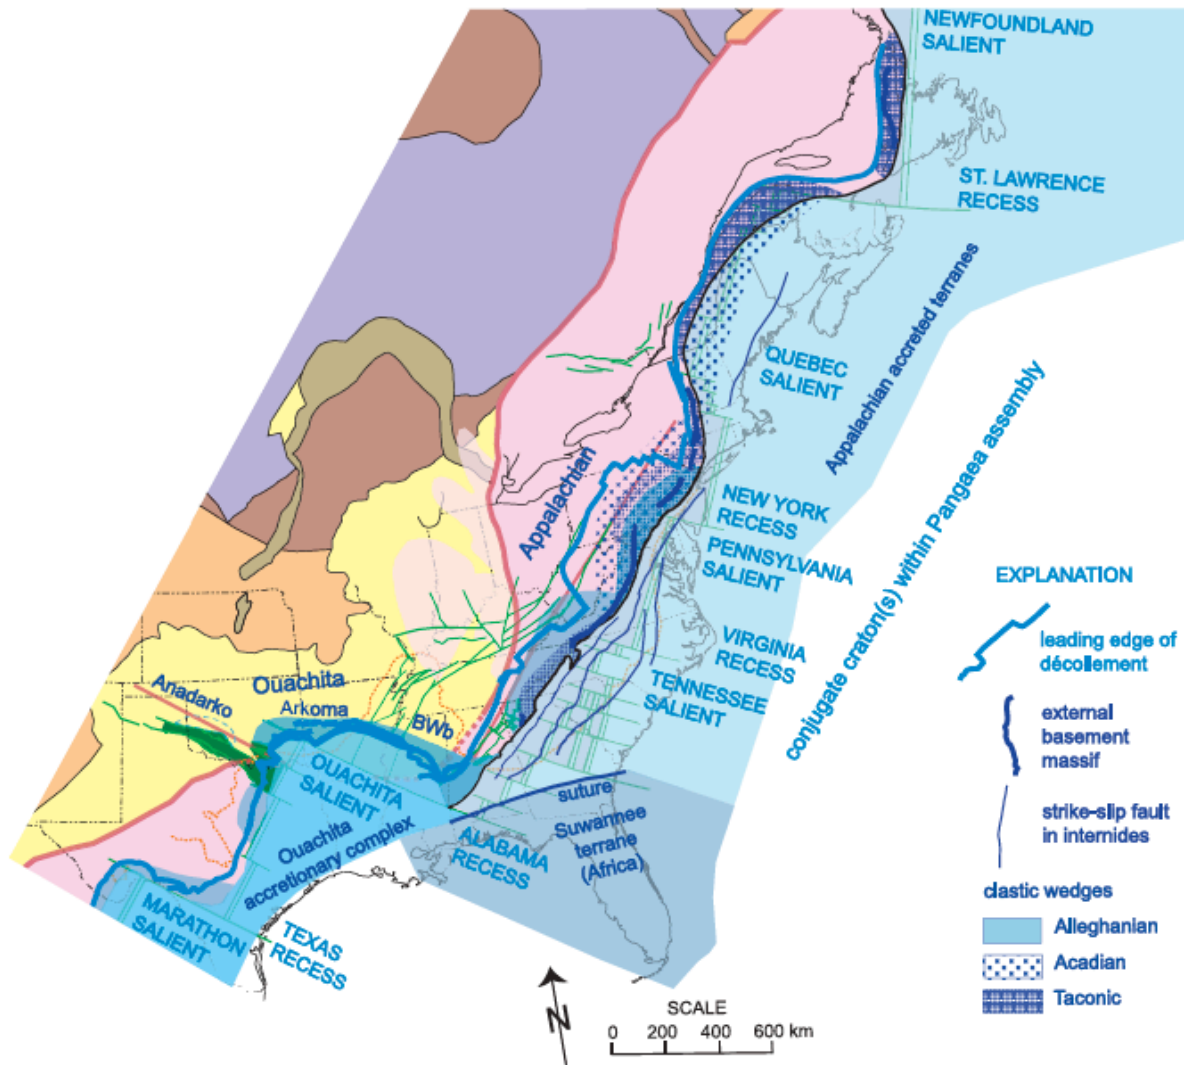 NEWFOUNDLAND
SALIENT
ST. LAWRENCE
RECESS
Appalachian accreted terranes
QUEBEC
SALIENT
conjugate craton(s) within Pangaea assembly
Appalachian
NEW YORK
RECESS
PENNSYLVANIA
SALIENT
VIRGINIA
RECESS
TENNESSEE
SALIENT
Ouachita
Anadarko
Arkoma
BWb
OUACHITA
SALIENT
suture
Ouachita
accretionary complex
ALABAMA
RECESS
Suwannee
terrane
(Africa)
MARATHON
SALIENT
TEXAS
RECESS
EXPLANATION
leading edge of
décollement
external
basement
massif
strike-slip fault
in internides
clastic wedges
Alleghanian
Acadian
Taconic
N
SCALE
0 200 400 600 km